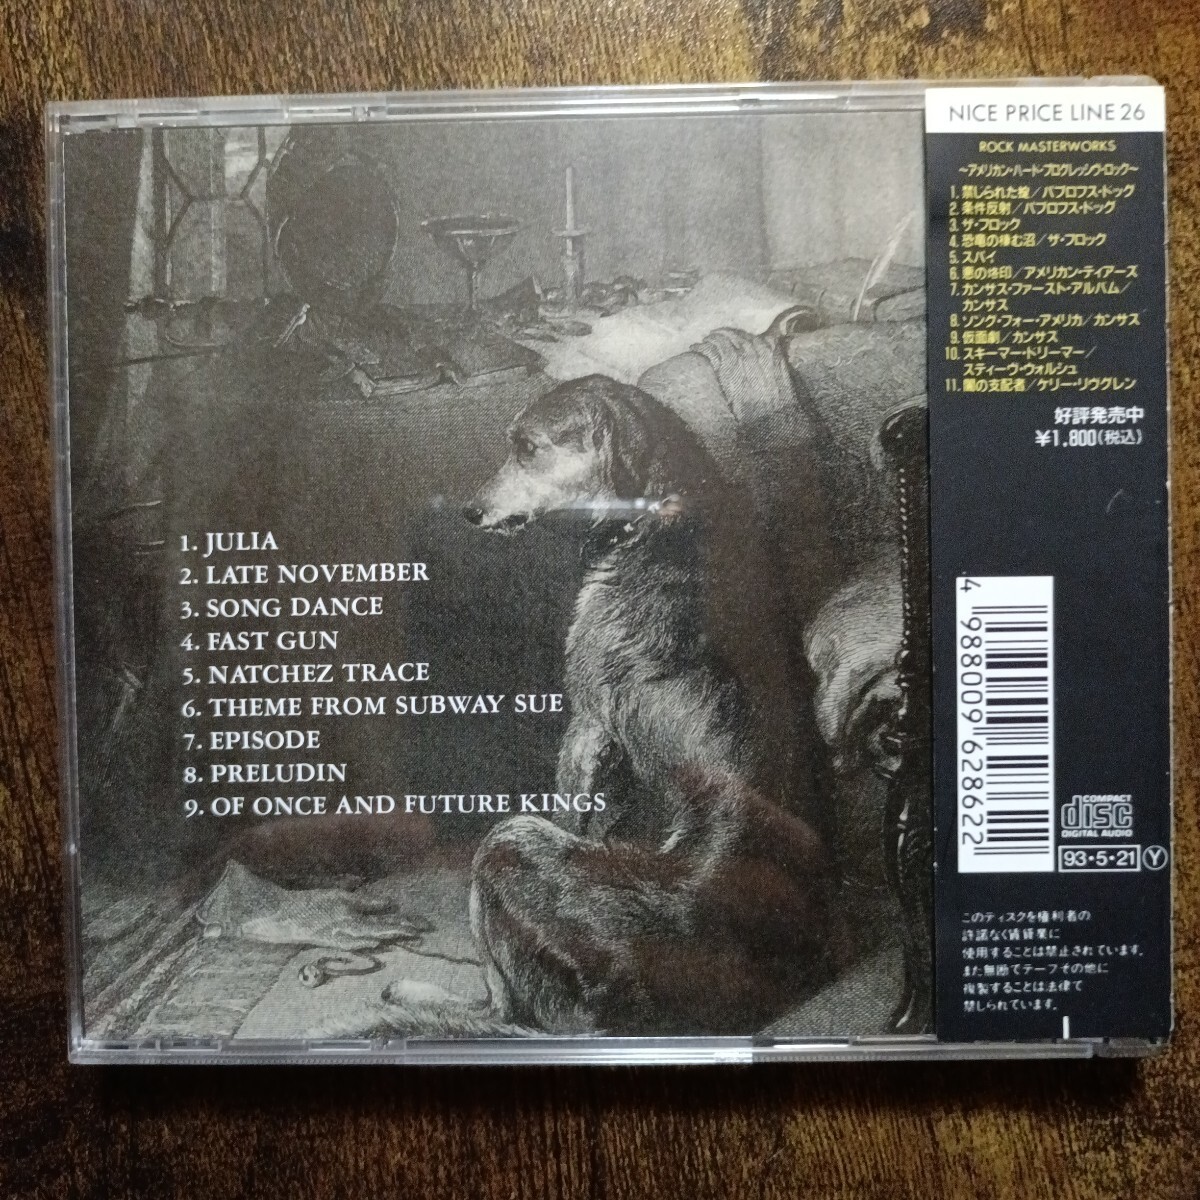 1. JULIA
2. LATE NOVEMBER
3. SONG DANCE
4. FAST GUN
5. NATCHEZ TRACE
6. THEME FROM SUBWAY SUE
7. EPISODE
8. PRELUDIN
9. OF ONCE AND FUTURE KINGS
NICE PRICE LINE 26
ROCK MASTERWORKS
〜アメリカン・ハード・プログレッシヴ・ロック〜
1. 禁じられた掟/パブロフス・ドッグ
2. 条件反射/パブロフス・ドッグ
3. ザ・フロック
4. 恐竜の棲む沼/ザ・フロック
5. スパイ
6. 悪の烙印/アメリカン・ティアーズ
7. カンサス・ファースト・アルバム/
カンサス
8. ソング・フォー・アメリカ/カンサス
9. 仮面劇/カンサス
10. スキーマー・ドリーマー/
スティーヴ・ウォルシュ
11. 闇の支配者/ケリー・リヴグレン
好評発売中
¥1,800(税込)
4 988009 628622
COMPACT
disc
DIGITAL AUDIO
93・5・21 Y
このディスクを権利者の
許諾なく賃貸業に
使用することは禁止されています。
また無断でテープその他に
複製することは法律で
禁じられています。